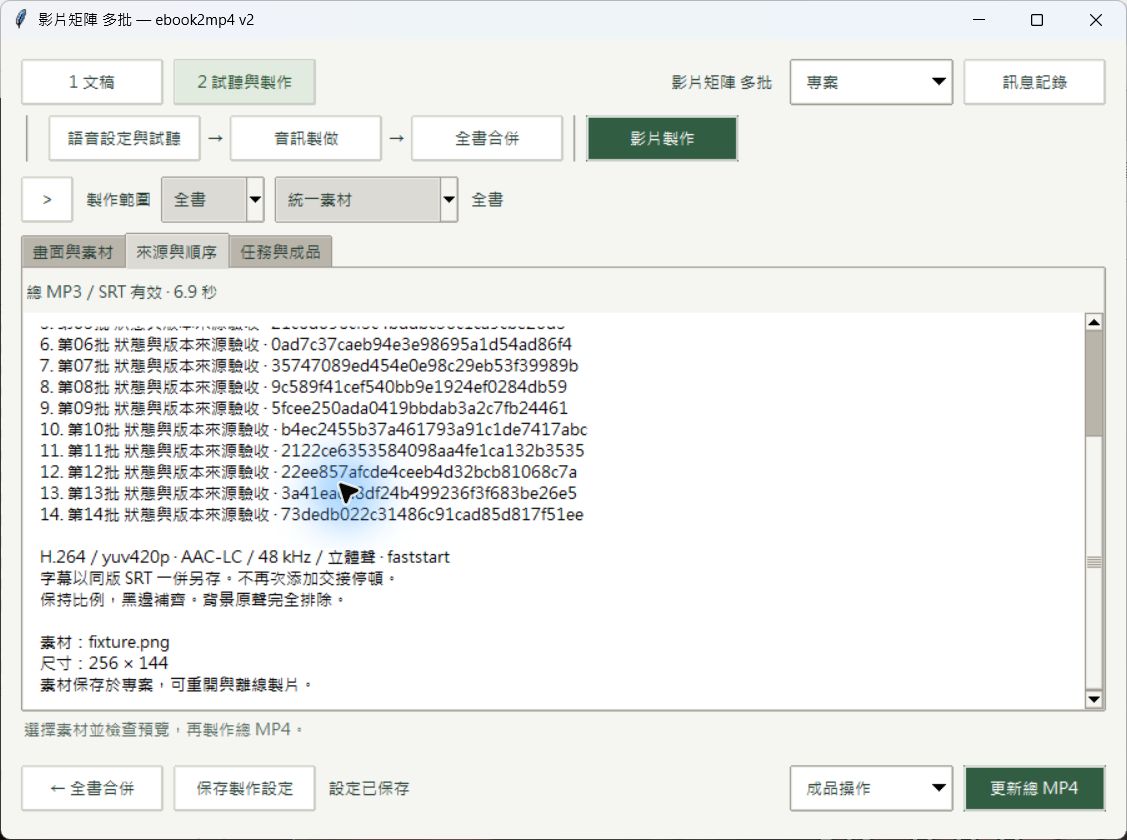 影片矩陣 多批 — ebook2mp4 v2
1 文稿
2 試聽與製作
影片矩陣 多批
專案
訊息記錄
語音設定與試聽
→
音訊製做
→
全書合併
影片製作
>
製作範圍
全書
統一素材
全書
畫面與素材
來源與順序
任務與成品
總 MP3 / SRT 有效 · 6.9 秒
6. 第06批 狀態與版本來源驗收 · 0ad7c37caeb94e3e98695a1d54ad86f4
7. 第07批 狀態與版本來源驗收 · 35747089ed454e0e98c29eb53f39989b
8. 第08批 狀態與版本來源驗收 · 9c589f41cef540bb9e1924ef0284db59
9. 第09批 狀態與版本來源驗收 · 5fcee250ada0419bbdab3a2c7fb24461
10. 第10批 狀態與版本來源驗收 · b4ec2455b37a461793a91c1de7417abc
11. 第11批 狀態與版本來源驗收 · 2122ce6353584098aa4fe1ca132b3535
12. 第12批 狀態與版本來源驗收 · 22ee857afcde4ceeb4d32bcb81068c7a
13. 第13批 狀態與版本來源驗收 ·
14. 第14批 狀態與版本來源驗收 · 73dedb022c31486c91cad85d817f51ee
H.264 / yuv420p · AAC-LC / 48 kHz / 立體聲 · faststart
字幕以同版 SRT 一併另存。不再次添加交接停頓。
保持比例，黑邊補齊。背景原聲完全排除。
素材：fixture.png
尺寸：256 × 144
素材保存於專案，可重開與離線製片。
選擇素材並檢查預覽，再製作總 MP4。
← 全書合併
保存製作設定
設定已保存
成品操作
更新總 MP4